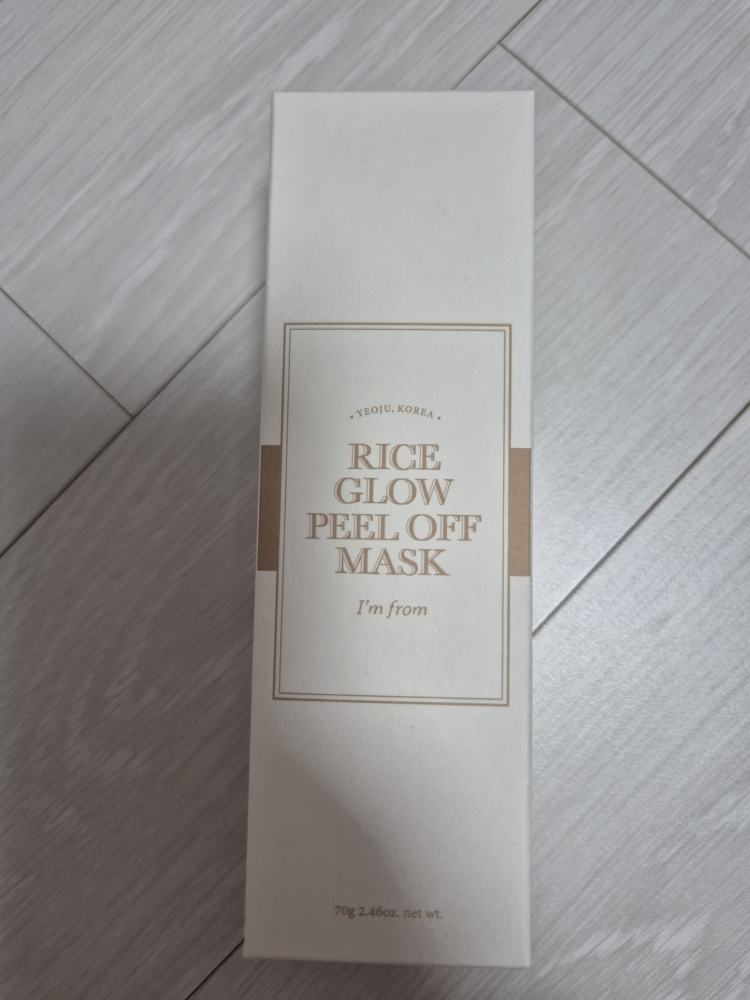 • YEOJU, KOREA •
RICE
GLOW
PEEL OFF
MASK
I'm from
70g 2.46oz. net wt.